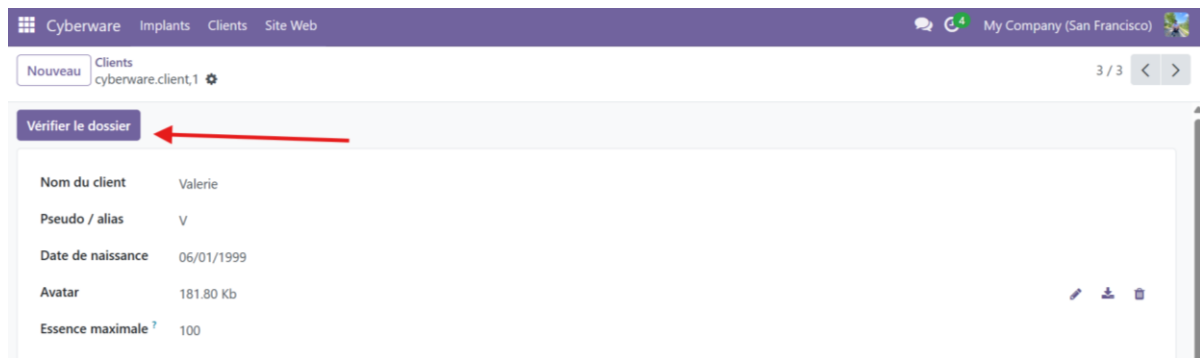 Cyberware Implants Clients Site Web 4 My Company (San Francisco)
Nouveau Clients 3 / 3
cyberware.client,1
Vérifier le dossier
Nom du client Valerie
Pseudo / alias V
Date de naissance 06/01/1999
Avatar 181.80 Kb
Essence maximale ? 100